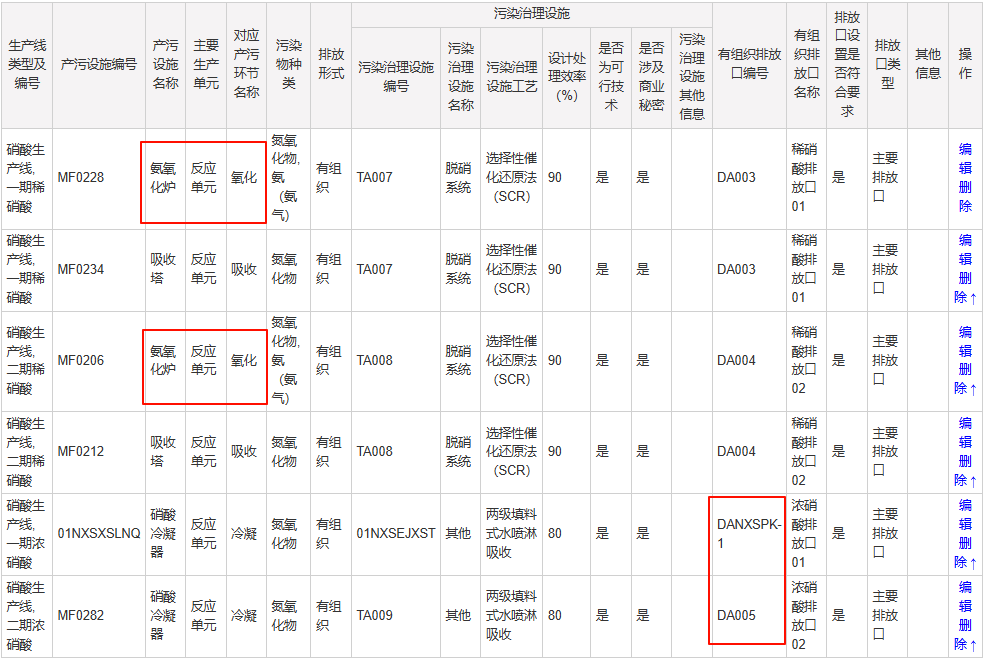 生产线类型及编号 产污设施编号 产污设施名称 主要生产单元 对应产污环节名称 污染物种类 排放形式 污染治理设施 有组织排放口编号 有组织排放口名称 排放口设置是否符合要求 排放口类型 其他信息 操作
污染治理设施编号 污染治理设施名称 污染治理设施工艺 设计处理效率（%） 是否为可行技术 是否涉及商业秘密 污染治理设施其他信息
硝酸生产线,一期稀硝酸 MF0228 氨氧化炉 反应单元 氧化 氮氧化物,氨（氨气） 有组织 TA007 脱硝系统 选择性催化还原法（SCR） 90 是 是 DA003 稀硝酸排放口01 是 主要排放口 编辑删除
硝酸生产线,一期稀硝酸 MF0234 吸收塔 反应单元 吸收 氮氧化物 有组织 TA007 脱硝系统 选择性催化还原法（SCR） 90 是 是 DA003 稀硝酸排放口01 是 主要排放口 编辑删除↑
硝酸生产线,二期稀硝酸 MF0206 氨氧化炉 反应单元 氧化 氮氧化物,氨（氨气） 有组织 TA008 脱硝系统 选择性催化还原法（SCR） 90 是 是 DA004 稀硝酸排放口02 是 主要排放口 编辑删除↑
硝酸生产线,二期稀硝酸 MF0212 吸收塔 反应单元 吸收 氮氧化物 有组织 TA008 脱硝系统 选择性催化还原法（SCR） 90 是 是 DA004 稀硝酸排放口02 是 主要排放口 编辑删除↑
硝酸生产线,一期浓硝酸 01NXSXSLNQ 硝酸冷凝器 反应单元 冷凝 氮氧化物 有组织 01NXSEJXST 其他 两级填料式水喷淋吸收 80 是 是 DANXSPK-1 浓硝酸排放口01 是 主要排放口 编辑删除↑
硝酸生产线,二期浓硝酸 MF0282 硝酸冷凝器 反应单元 冷凝 氮氧化物 有组织 TA009 其他 两级填料式水喷淋吸收 80 是 是 DA005 浓硝酸排放口02 是 主要排放口 编辑删除↑